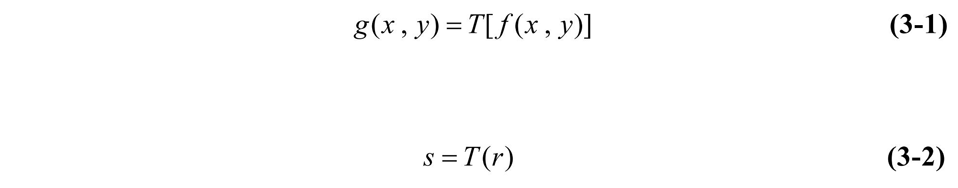 g(x , y) = T[f(x , y)] (3-1)
s = T(r) (3-2)